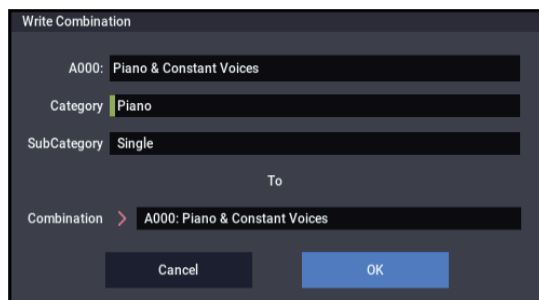 Write Combination
A000: Piano & Constant Voices
Category Piano
SubCategory Single
To
Combination A000: Piano & Constant Voices
Cancel OK